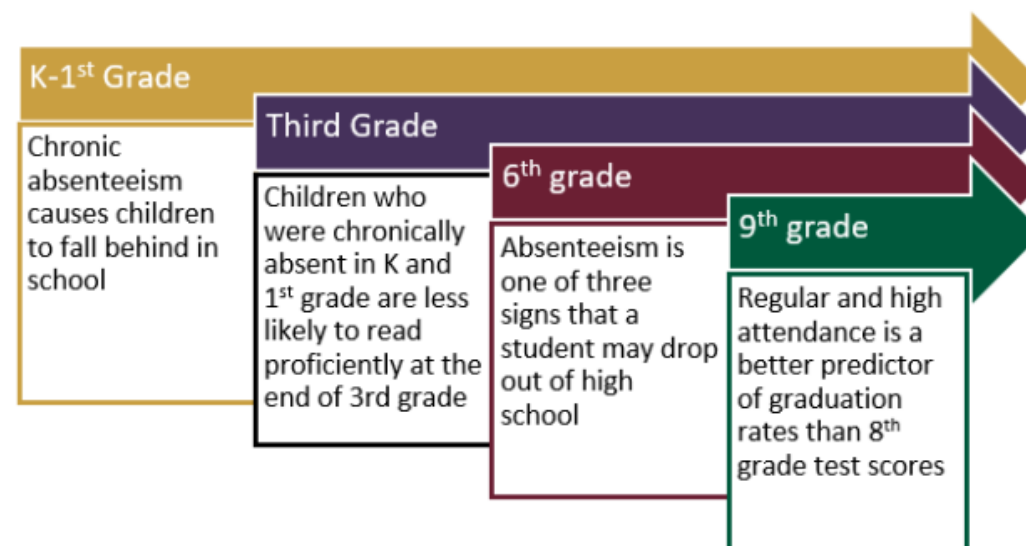 K-1st Grade
Chronic
absenteeism
causes children
to fall behind in
school
Third Grade
Children who
were chronically
absent in K and
1st grade are less
likely to read
proficiently at the
end of 3rd grade
6th grade
Absenteeism is
one of three
signs that a
student may drop
out of high
school
9th grade
Regular and high
attendance is a
better predictor
of graduation
rates than 8th
grade test scores